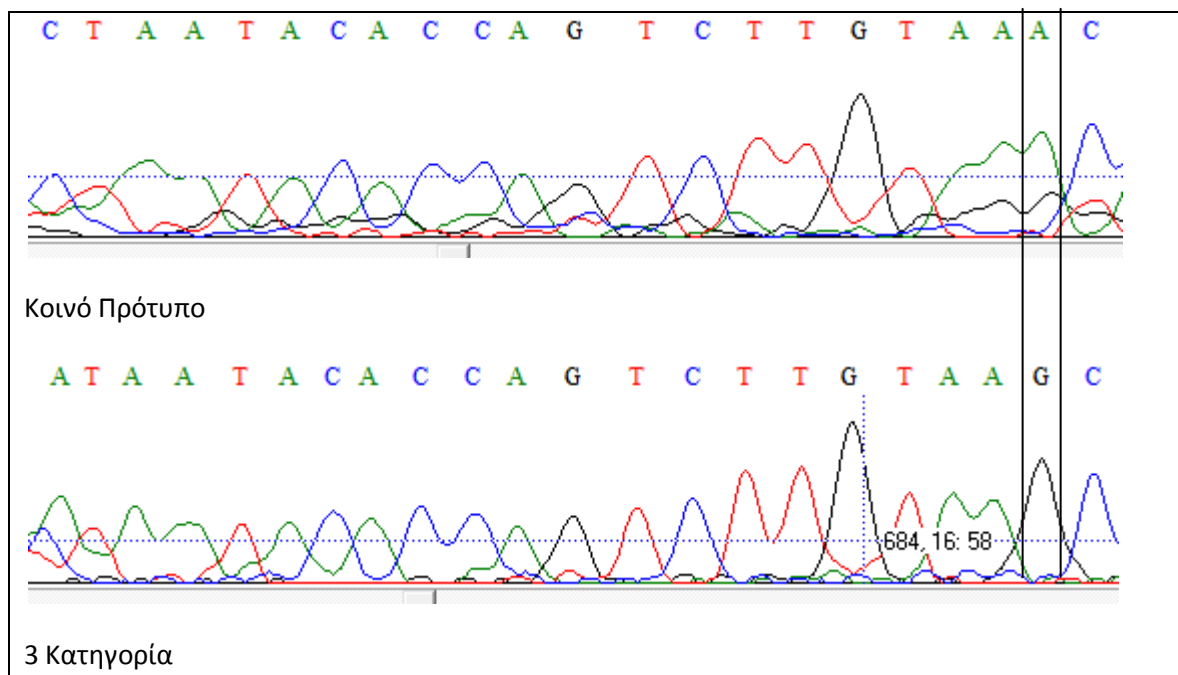 C T A A T A C A C C A G T C T T G T A A A C
Κοινό Πρότυπο
A T A A T A C A C C A G T C T T G T A A G C
684, 16: 58
3 Κατηγορία